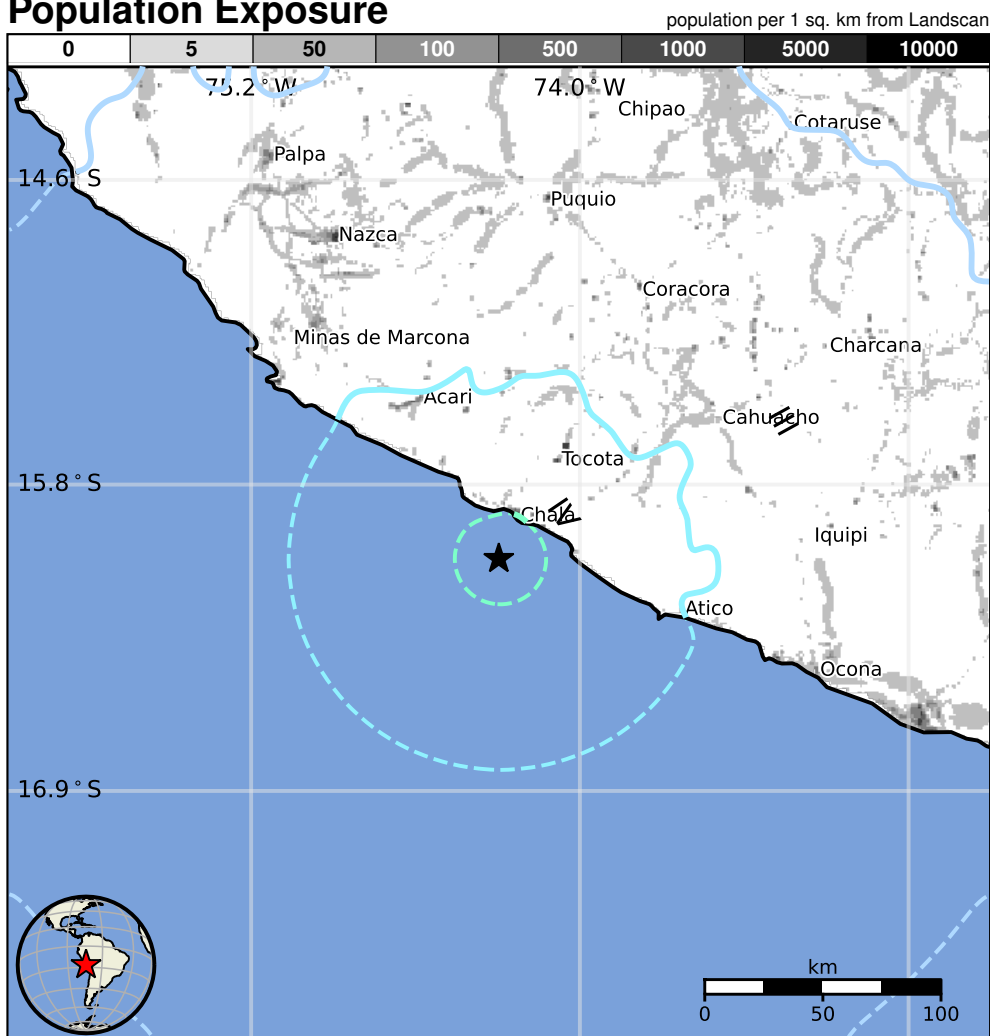 Population Exposure
population per 1 sq. km from Landscan
0 5 50 100 500 1000 5000 10000
75.2°W 74.0°W
Chipao
Cotaruse
Palpa
14.6°S
Puquio
Nazca
Coracora
Minas de Marcona
Charcana
Acari
Cahuacho
Tocota
15.8°S
Chala
Iquipi
Atico
Ocona
16.9°S
km
0 50 100